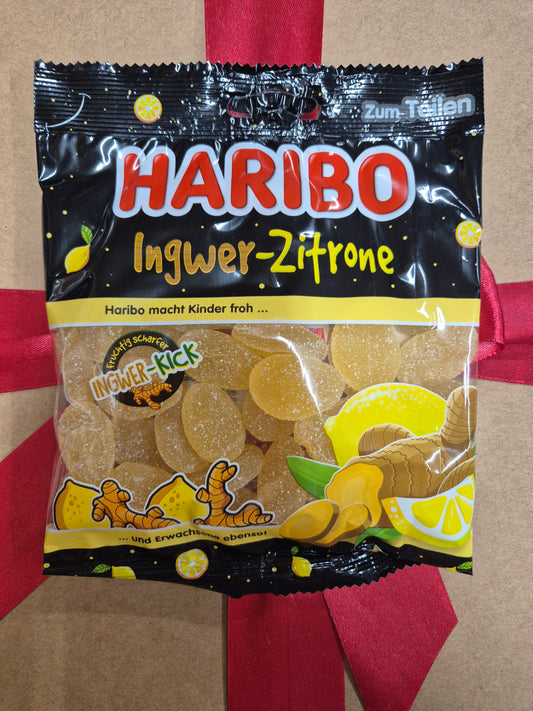 Zum Teilen
HARIBO
Ingwer-Zitrone
Haribo macht Kinder froh ...
fruchtig scharfer
INGWER-KICK
... und Erwachsene ebenso!